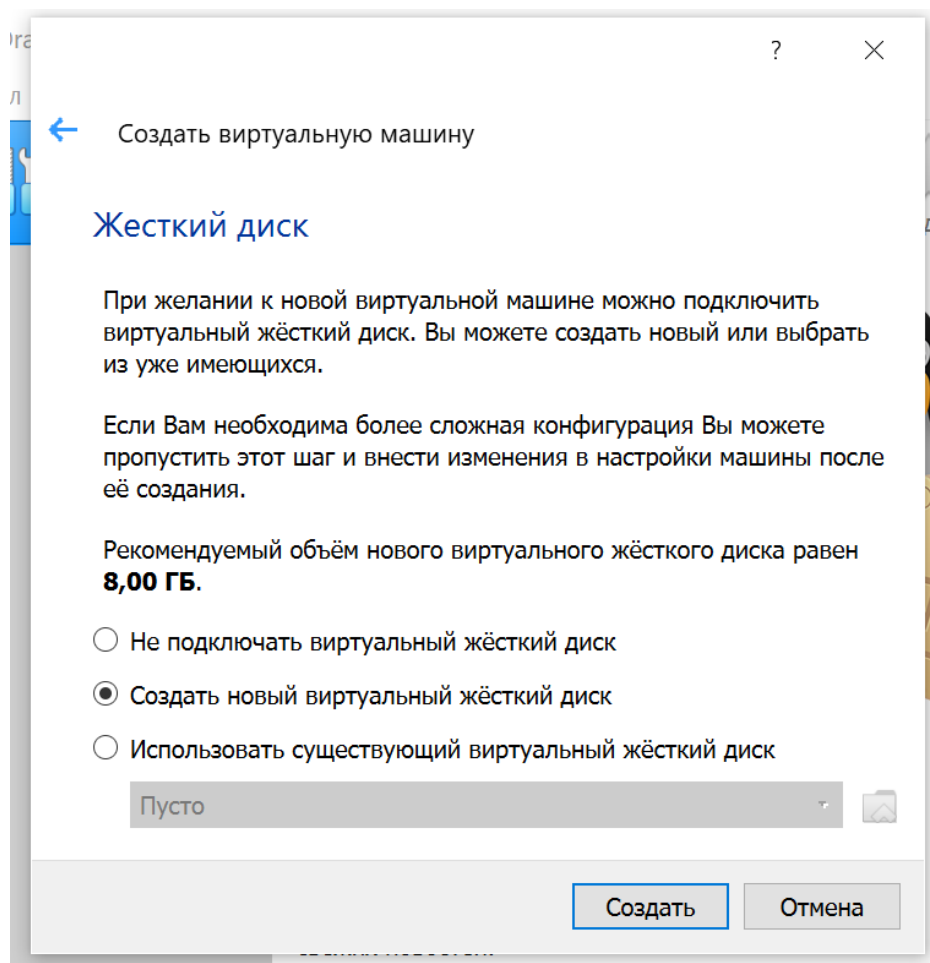 ?
Создать виртуальную машину
Жесткий диск
При желании к новой виртуальной машине можно подключить
виртуальный жёсткий диск. Вы можете создать новый или выбрать
из уже имеющихся.
Если Вам необходима более сложная конфигурация Вы можете
пропустить этот шаг и внести изменения в настройки машины после
её создания.
Рекомендуемый объём нового виртуального жёсткого диска равен
8,00 ГБ.
Не подключать виртуальный жёсткий диск
Создать новый виртуальный жёсткий диск
Использовать существующий виртуальный жёсткий диск
Пусто
Создать
Отмена